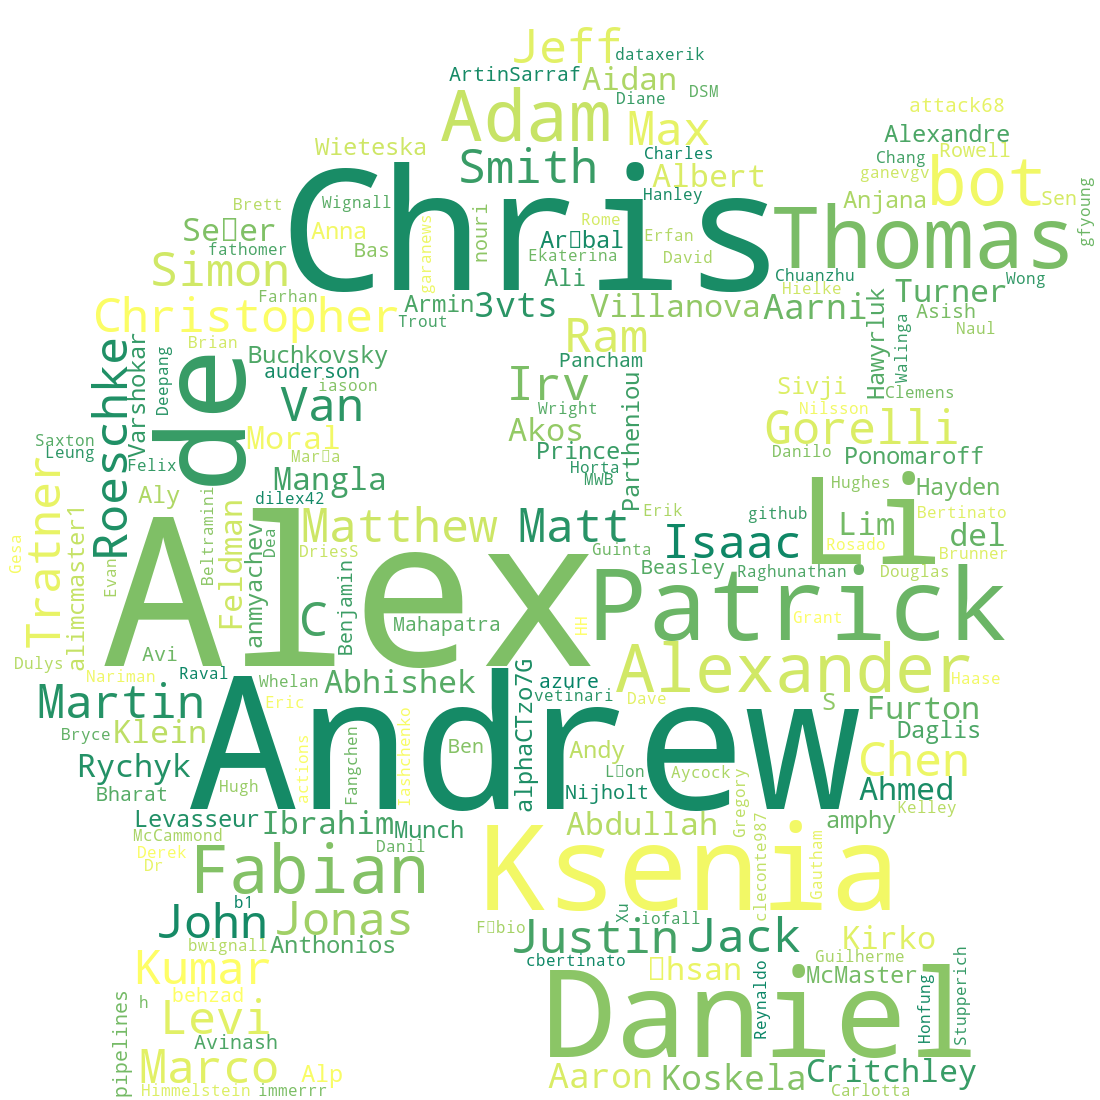 Jeff
dataxerik
ArtinSarraf
Aidan
Diane
DSM
Adam
Max
attack68
Alexandre
Wieteska
Smith
Charles
Chang
Rowell
Albert
ganevgv
bot
Chris
Hanley
Anjana
Sen
gfyoung
Brett
Wignall
nouri
Rome
Thomas
Se▯er
Anna
garanews
Ar▯bal
Erfan
fathomer
Bas
Ekaterina
David
Simon
Ali
Chuanzhu
Wong
Farhan
Armin
3vts
Villanova
Hielke
Aarni
Turner
Christopher
Trout
Ram
Hawyrluk
Asish
Naul
Brian
Buchkovsky
Pancham
Walinga
Roeschke
Varshokar
Deepang
de
auderson
iasoon
Irv
Sivji
Clemens
Van
Wright
Partheniou
Nilsson
Saxton
Moral
Akos
Gorelli
Leung
Mar▯a
Prince
Danilo
Ponomaroff
Felix
Mangla
Horta
MwB
Hughes
Hayden
Tratner
Aly
Beltramini
dilex42
Li
alimcmaster1
Feldman
Matthew
Matt
Erik
github
Lim
Bertinato
Gesa
Evan
anmyachev
Dea
DriesS
Guinta
Isaac
Rosado
del
Brunner
Alex
Benjamin
Beasley
Raghunathan
Douglas
C
Mahapatra
HH
Patrick
Grant
Dulys
Avi
Nariman
Raval
Whelan
Abhishek
alphaCTzo7G
azure
Alexander
Haase
Martin
Eric
vetinari
Dave
S
Furton
Bryce
Klein
Andrew
Iashchenko
Ben
Andy
Daglis
Rychyk
actions
Fangchen
L▯on
Aycock
Chen
Bharat
Hugh
Nijholt
Gregory
Ahmed
Kelley
Levasseur
Ibrahim
Munch
Abdullah
cleconte987
amphy
McCammond
Danil
Derek
Dr
Fabian
Ksenia
Gautham
b1
John
Jonas
F▯bio
Xu
iofall
bwignall
Anthonios
Justin
Jack
Kirko
Kumar
cbertinato
▯hsan
Guilherme
McMaster
behzad
Reynaldo
Honfung
Stupperich
pipelines
h
Levi
Daniel
Avinash
Marco
Alp
Aaron
Koskela
Critchley
Himmelstein
immerrr
Carlotta